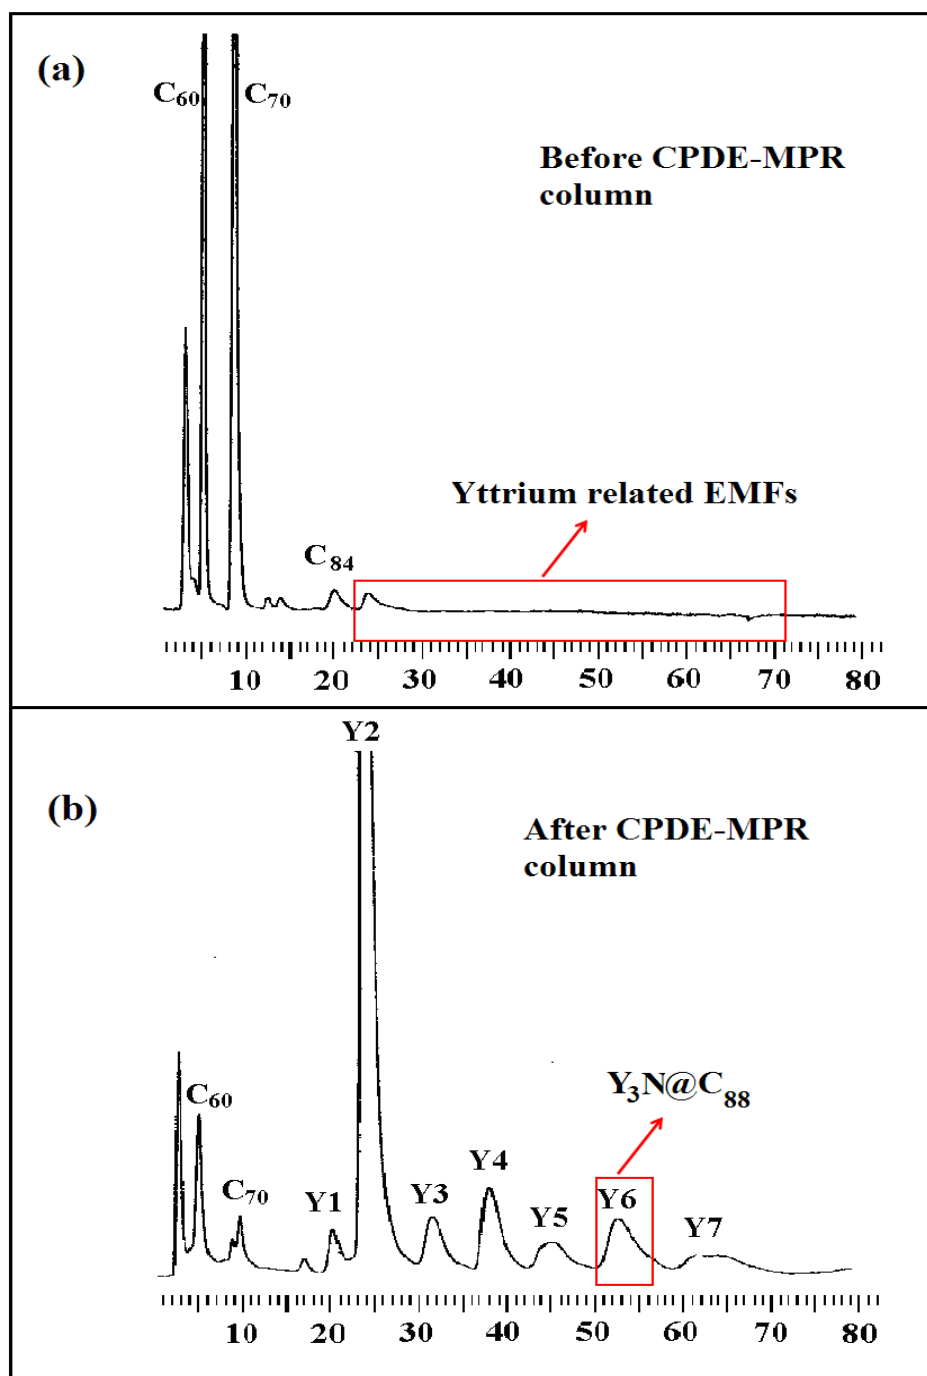 (a)
C60
C70
Before CPDE-MPR
column
Yttrium related EMFs
C84
10 20 30 40 50 60 70 80
Y2
(b)
After CPDE-MPR
column
Y3N@C88
C60
C70
Y1
Y3
Y4
Y5
Y6
Y7
10 20 30 40 50 60 70 80